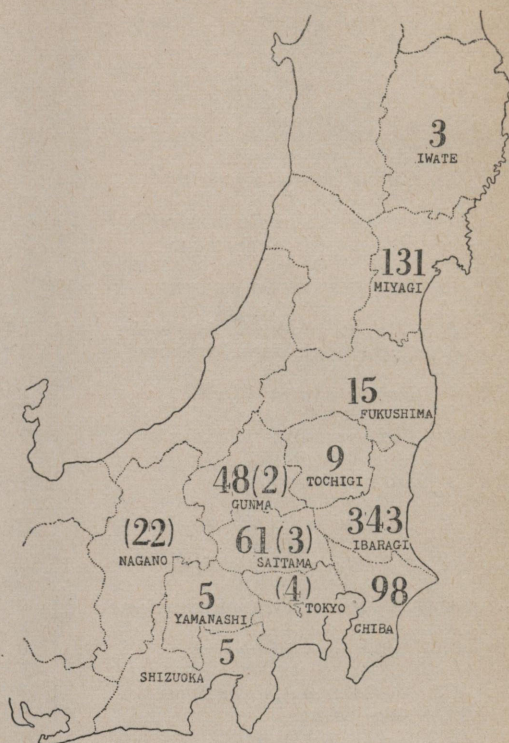 3
IWATE
131
MIYAGI
15
FUKUSHIMA
9
TOCHIGI
48(2)
GUNMA
343
IBARAGI
(22)
NAGANO
61(3)
SAITAMA
(4)
TOKYO
98
CHIBA
5
YAMANASHI
5
SHIZUOKA